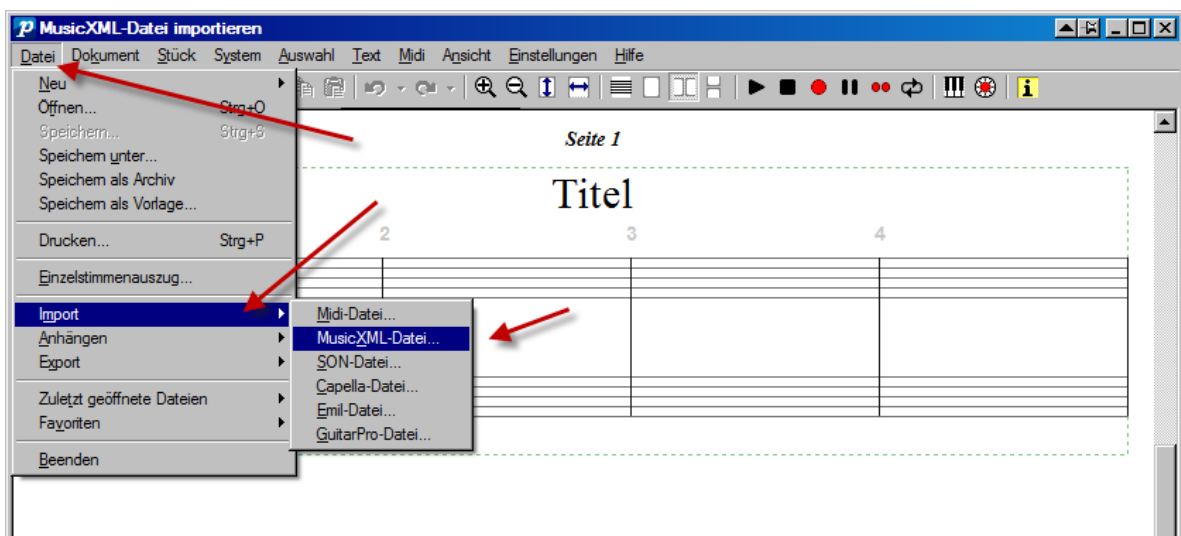 MusicXML-Datei importieren
Datei Dokument Stück System Auswahl Text Midi Ansicht Einstellungen Hilfe
Neu
Öffnen... Strg+O
Speichern... Strg+S
Speichern unter...
Speichern als Archiv
Speichern als Vorlage...
Drucken... Strg+P
Einzelstimmenauszug...
Import
Anhängen
Export
Zuletzt geöffnete Dateien
Favoriten
Beenden
Midi-Datei...
MusicXML-Datei...
SON-Datei...
Capella-Datei...
Emil-Datei...
GuitarPro-Datei...
Seite 1
Titel
2 3 4